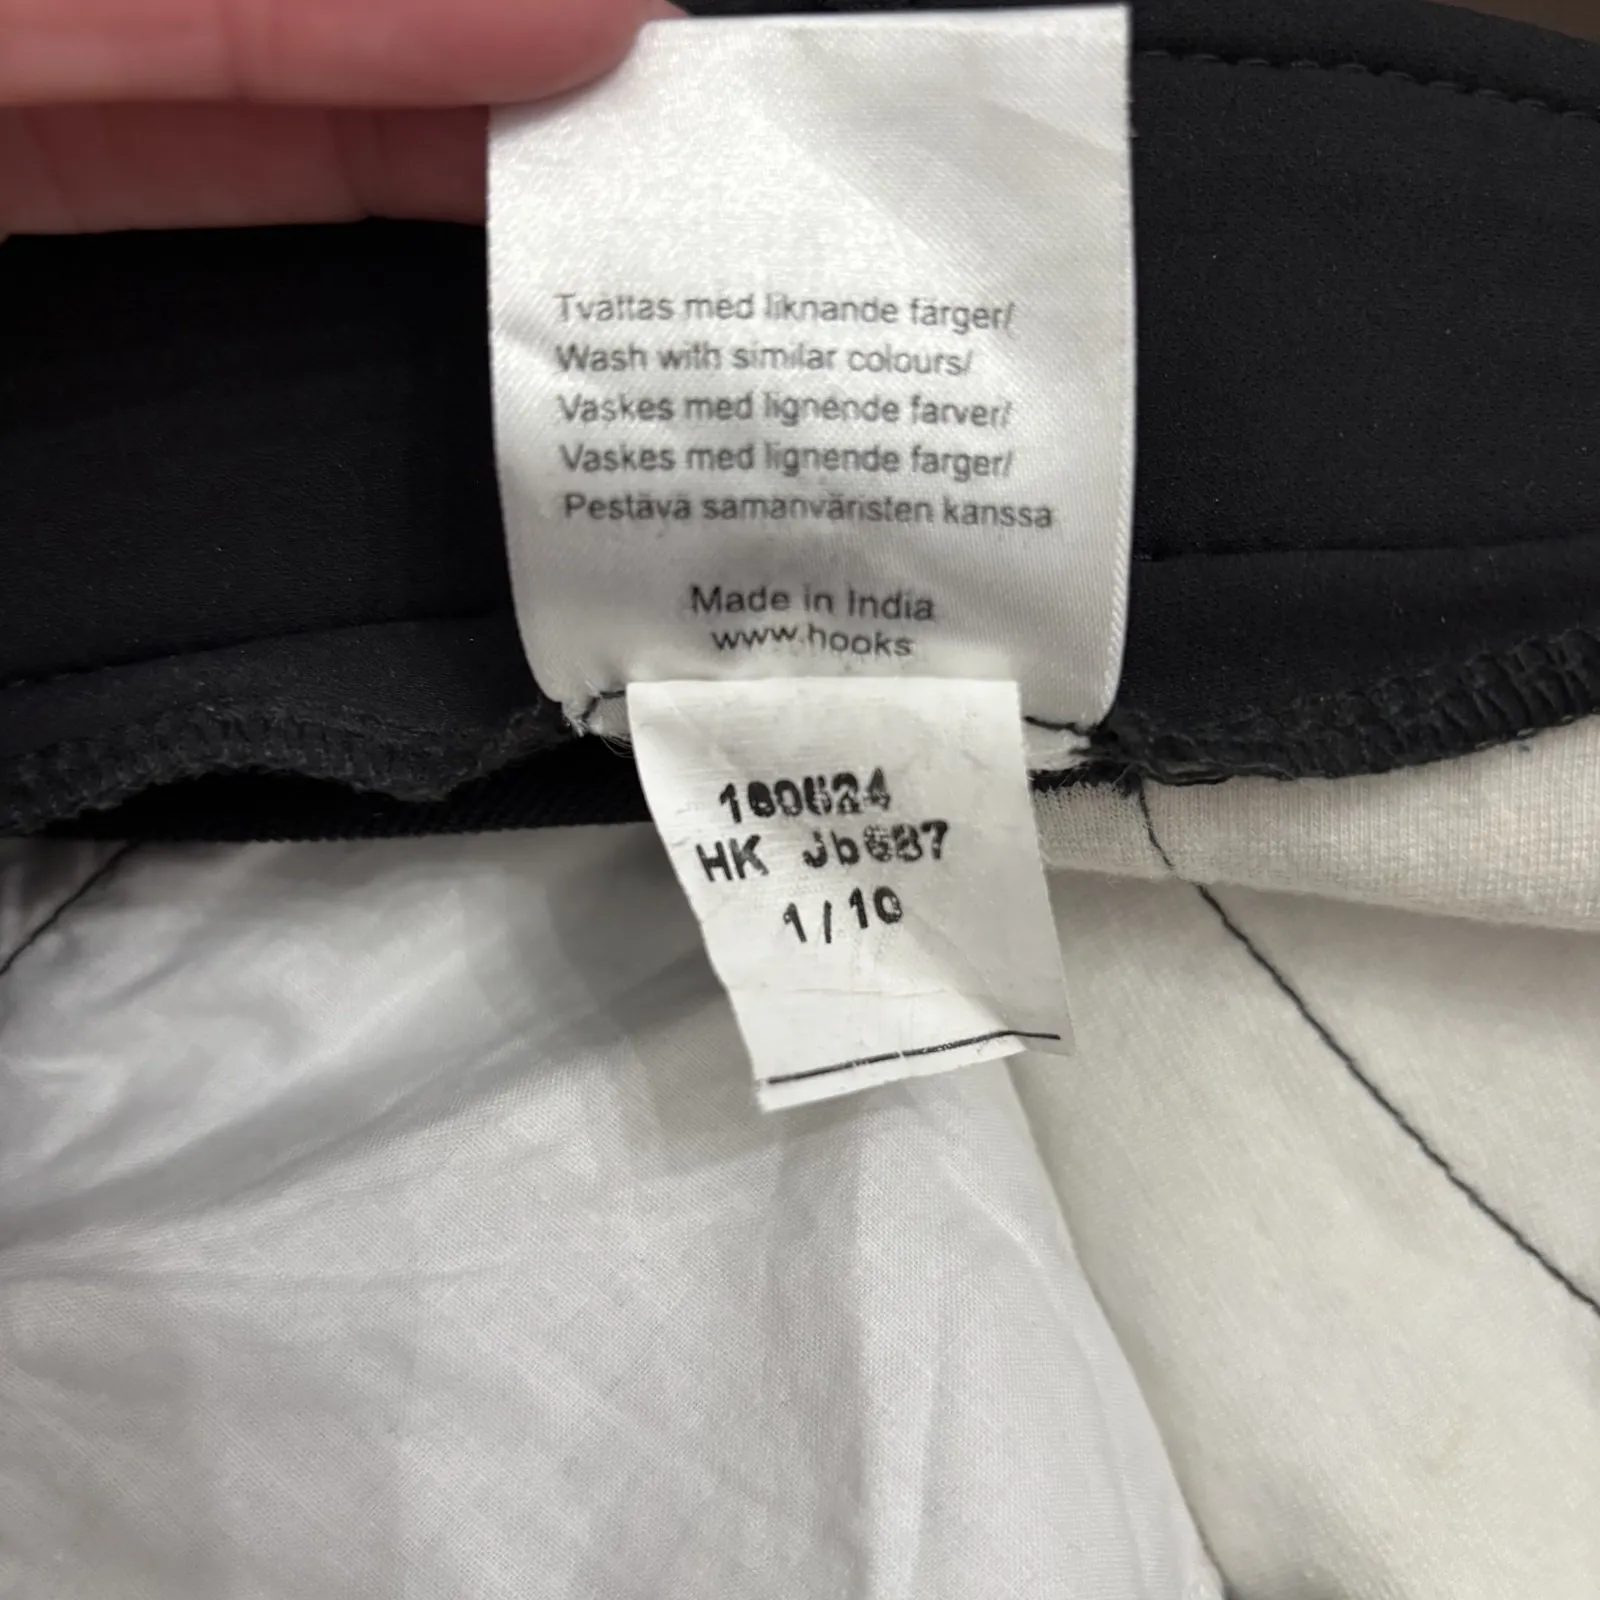 Tvättas med liknande färger/
Wash with similar colours/
Vaskes med lignende farver/
Vaskes med lignende farger/
Pestävä samanväristen kanssa
Made in India
www.hooks
HK
1/10